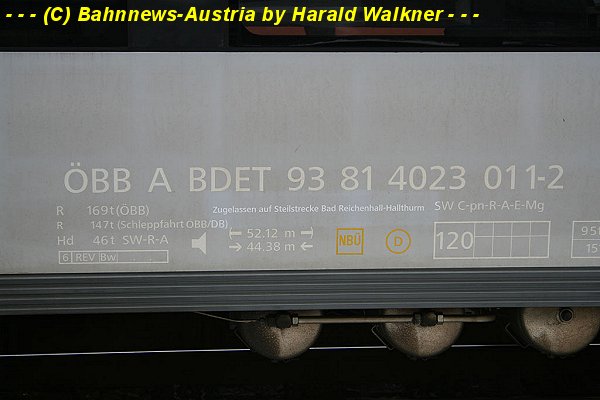 - - - (C) Bahnnews-Austria by Harald Walkner - - -
ÖBB A BDET 93 81 4023 011-2
R 169t (ÖBB)
Zugelassen auf Steilstrecke Bad Reichenhall-Hallthurm
SW C-pn-R-A-E-Mg
R 147t (Schleppfahrt ÖBB/DB)
Hd 46t SW-R-A
52.12 m
44.38 m
NBÜ
D
120
6 REV Bw